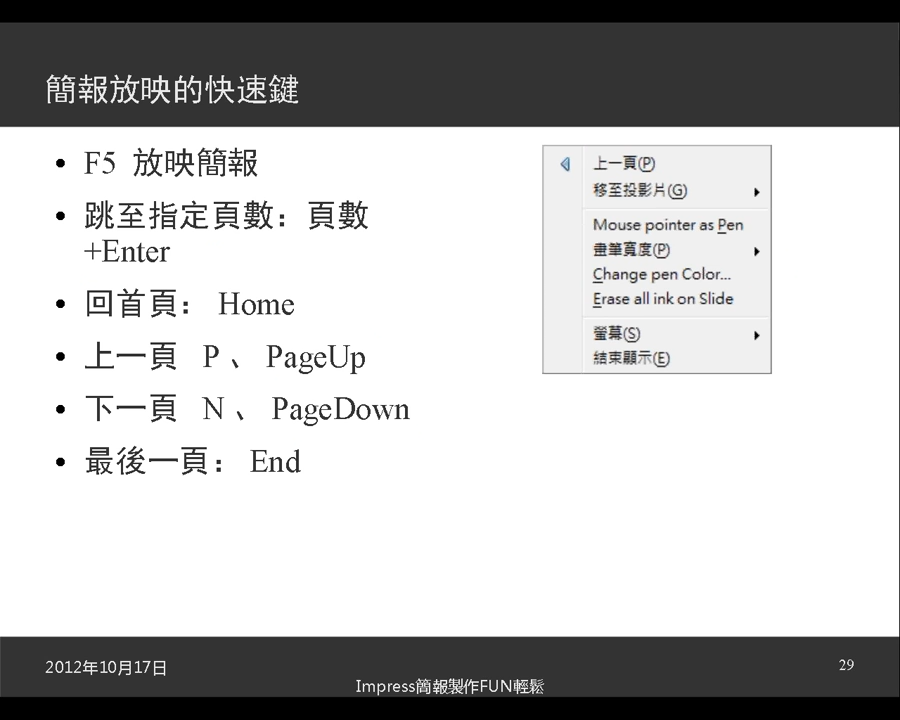 簡報放映的快速鍵
• F5 放映簡報
• 跳至指定頁數：頁數
+Enter
• 回首頁： Home
• 上一頁 P 、 PageUp
• 下一頁 N 、 PageDown
• 最後一頁： End
上一頁(P)
移至投影片(G)
Mouse pointer as Pen
畫筆寬度(P)
Change pen Color...
Erase all ink on Slide
螢幕(S)
結束顯示(E)
2012年10月17日
29
Impress簡報製作FUN輕鬆